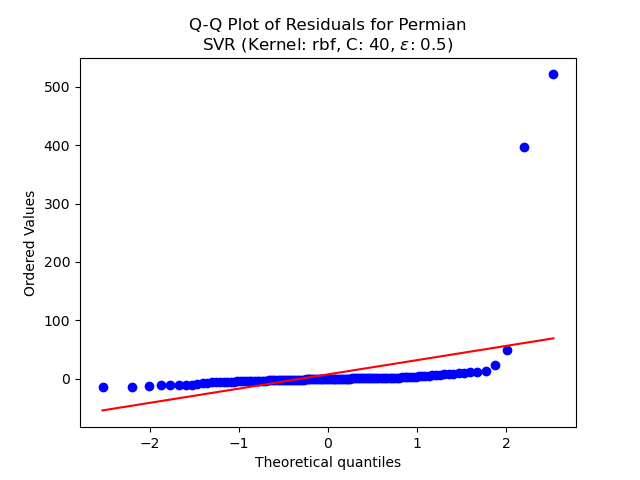 Q-Q Plot of Residuals for Permian
SVR (Kernel: rbf, C: 40, ε: 0.5)
Ordered Values
500
400
300
200
100
0
−2
−1
0
1
2
Theoretical quantiles